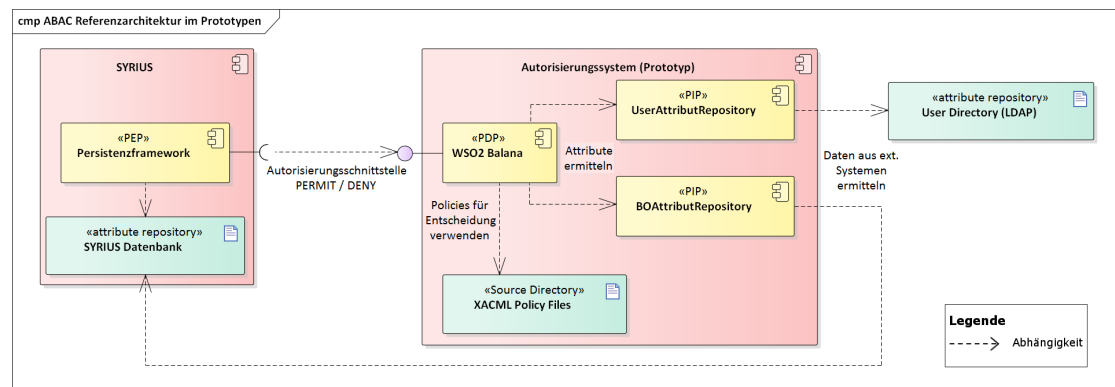 cmp ABAC Referenzarchitektur im Prototypen
SYRIUS
«PEP»
Persistenzframework
«attribute repository»
SYRIUS Datenbank
Autorisierungsschnittstelle
PERMIT / DENY
Autorisierungssystem (Prototyp)
«PDP»
WSO2 Balana
Attribute
ermitteln
Policies für
Entscheidung
verwenden
«PIP»
UserAttributRepository
«PIP»
BOAttributRepository
«Source Directory»
XACML Policy Files
«attribute repository»
User Directory (LDAP)
Daten aus ext.
Systemen
ermitteln
Legende
Abhängigkeit